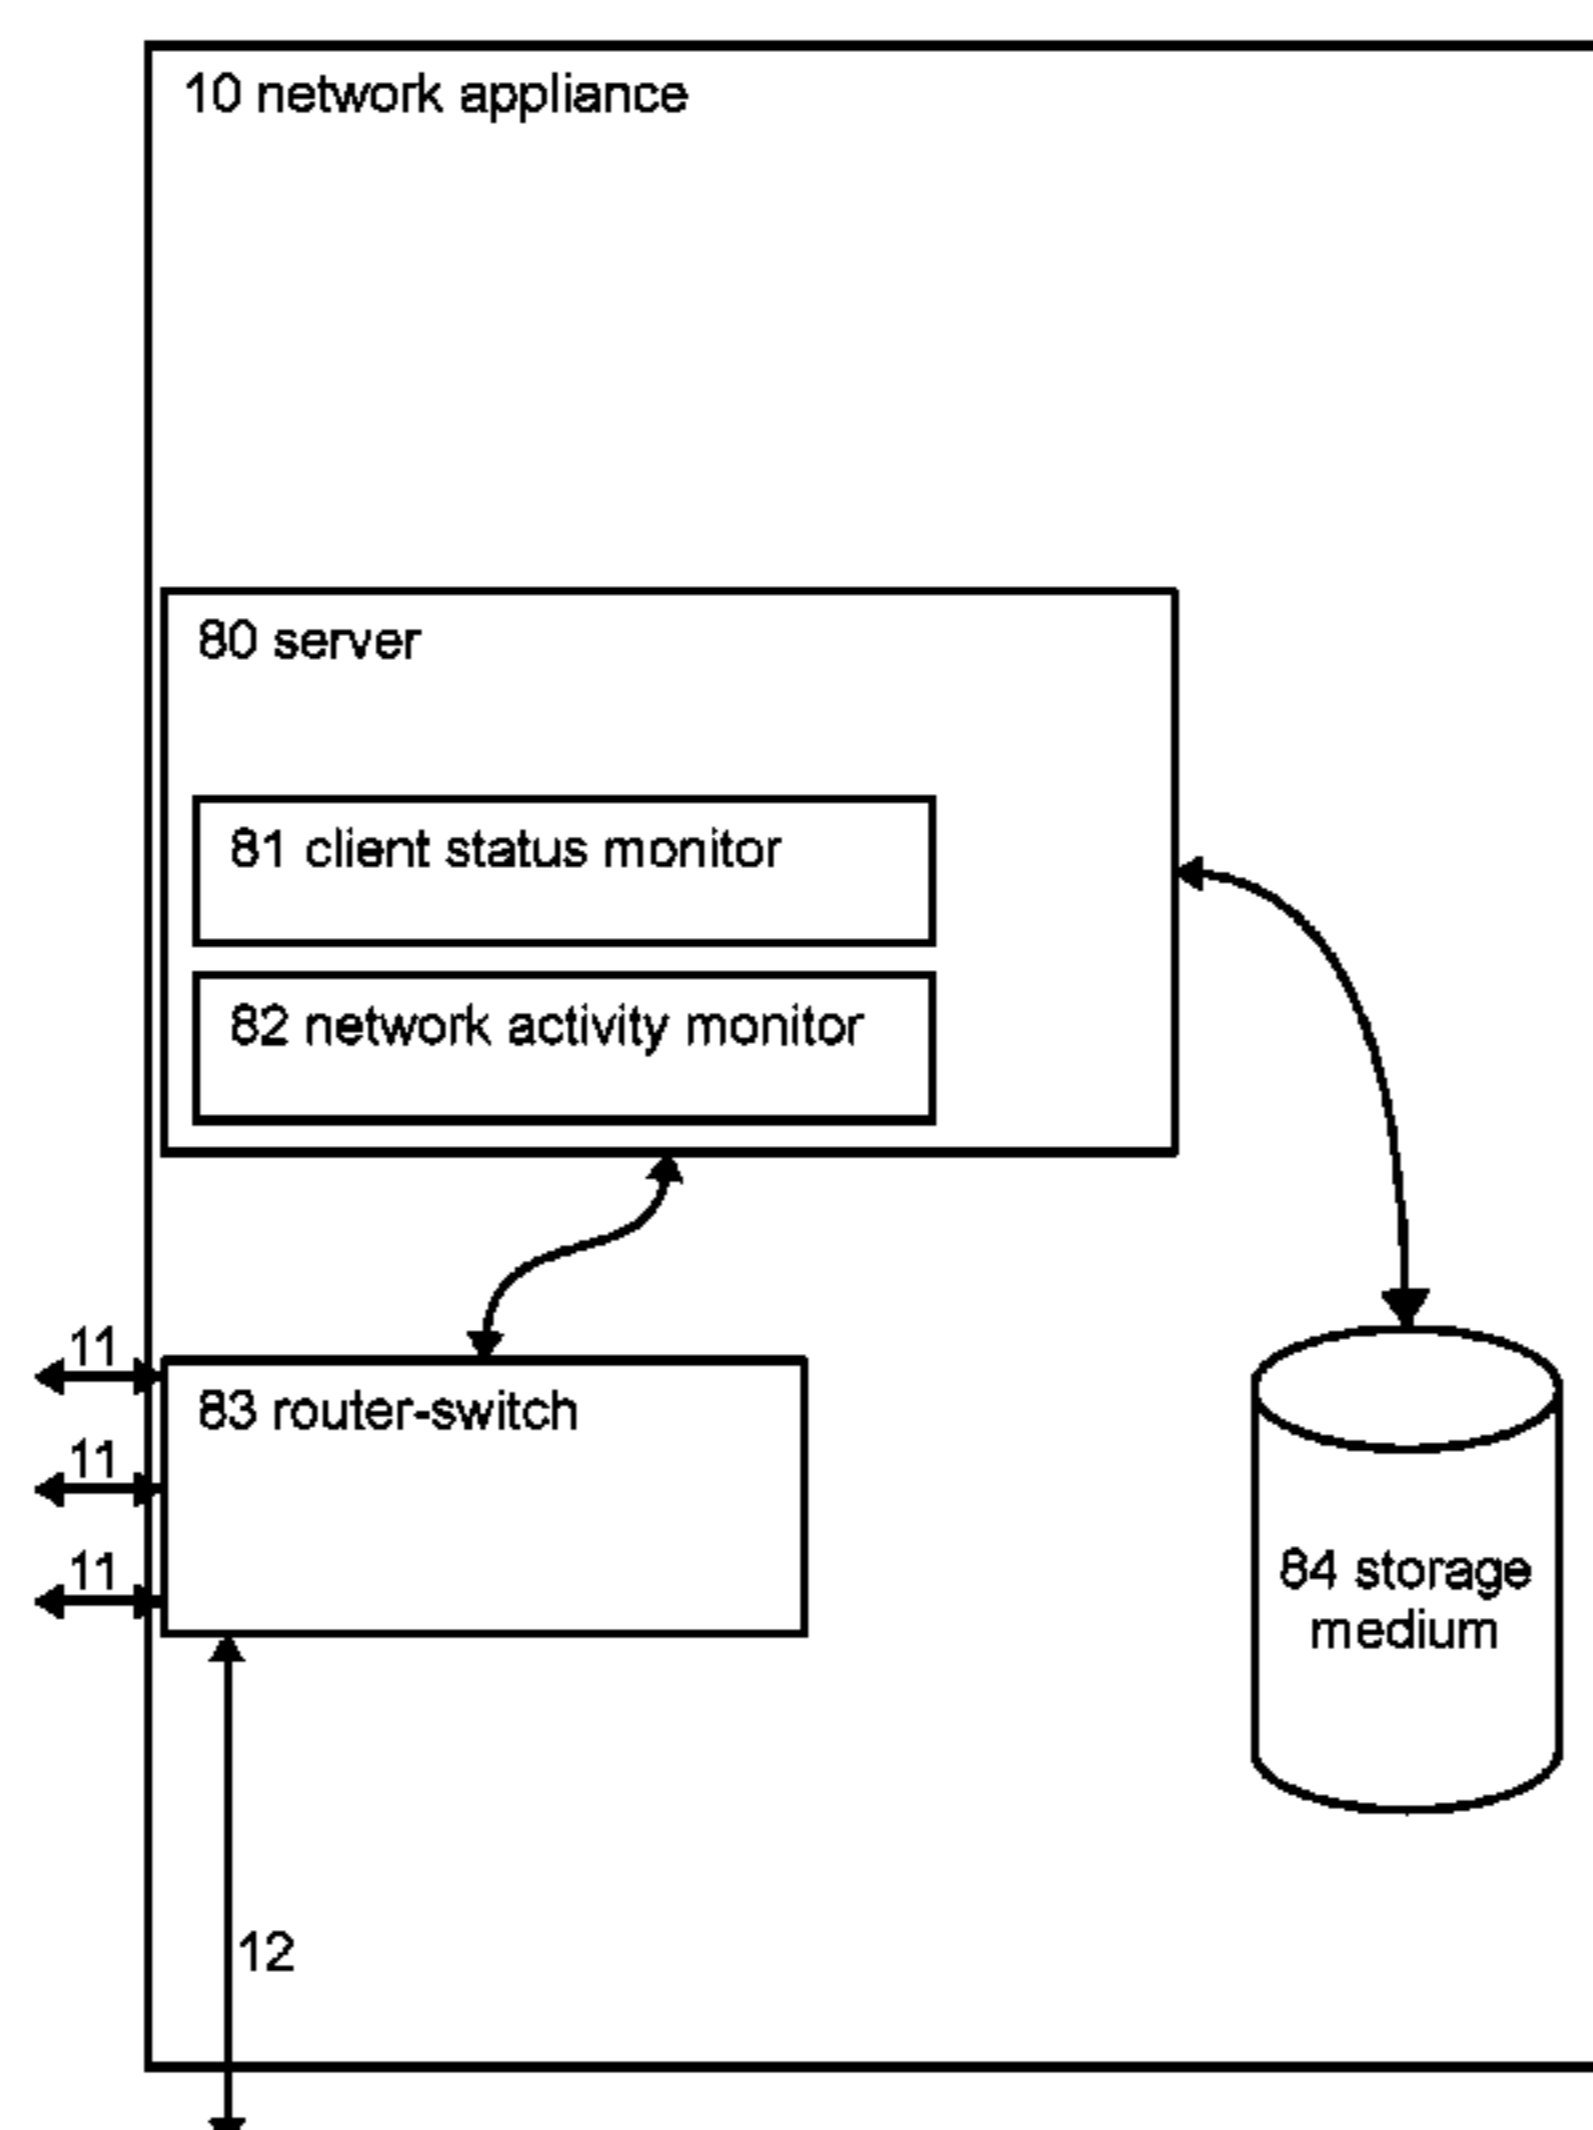 10 network appliance
80 server
81 client status monitor
82 network activity monitor
11
83 router-switch
11
11
84 storage
medium
12